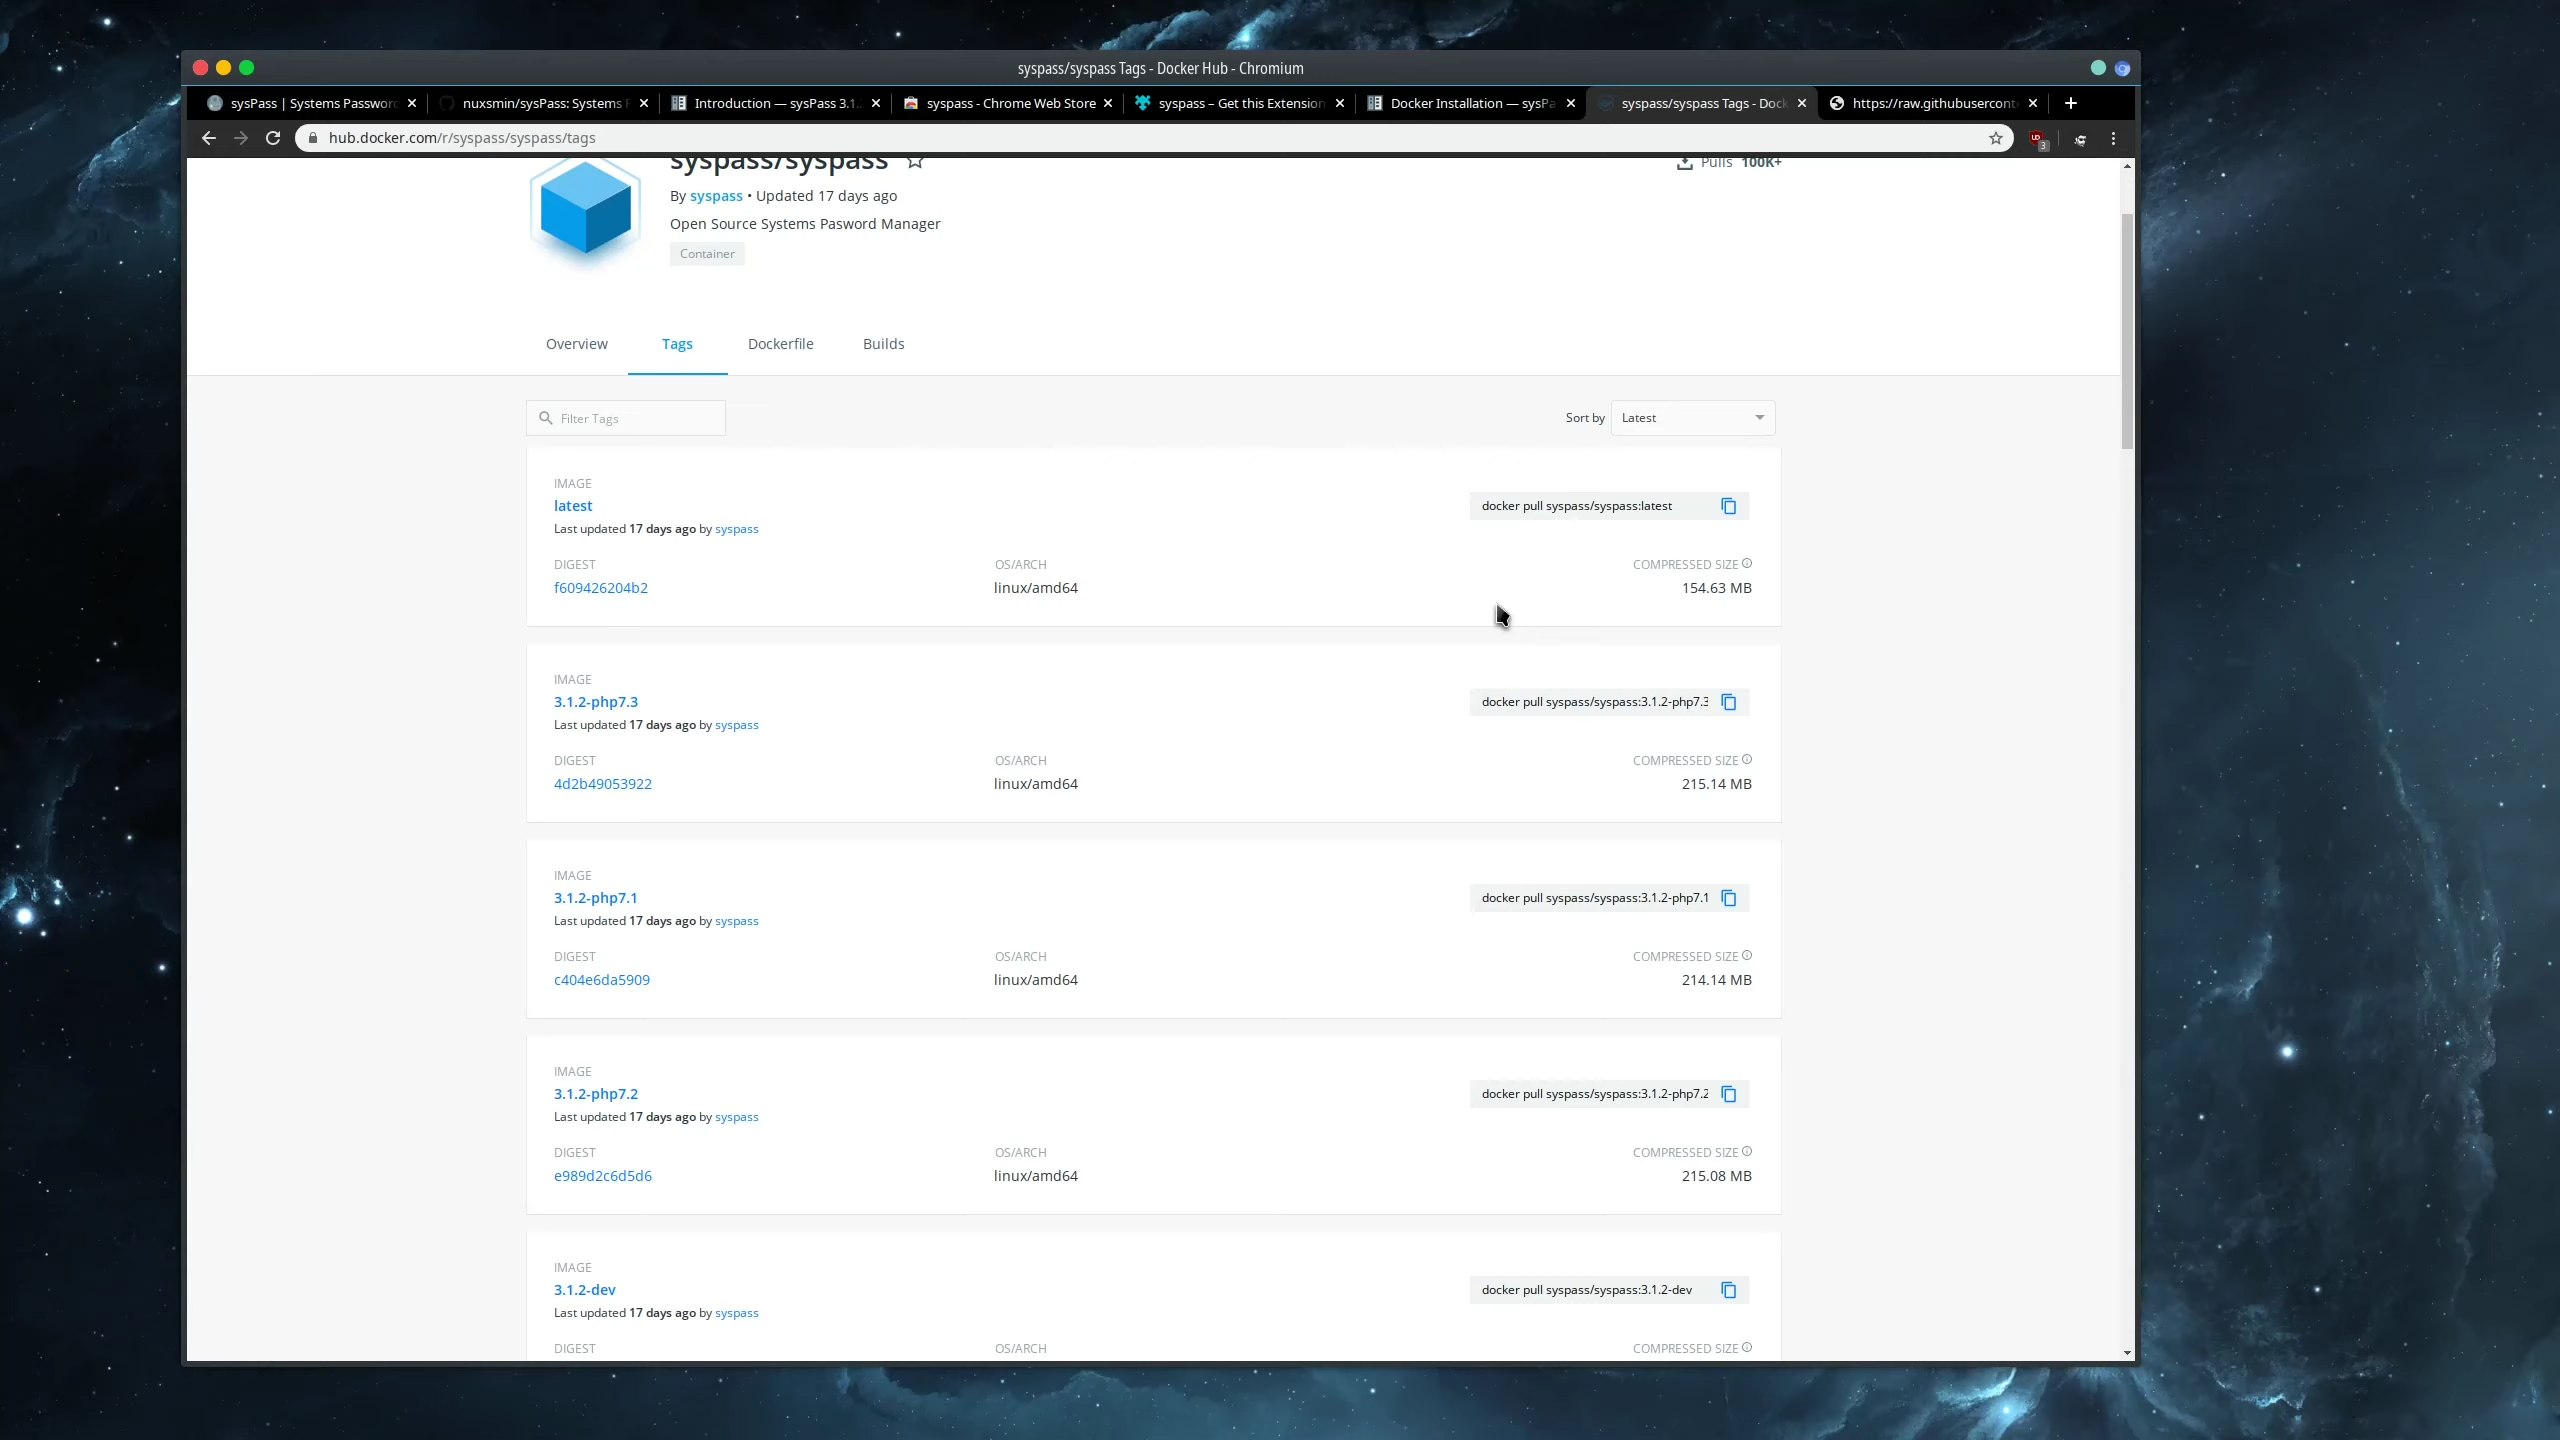 syspass/syspass Tags - Docker Hub - Chromium
sysPass | Systems Passwor
nuxsmin/sysPass: Systems
Introduction — sysPass 3.1.
syspass - Chrome Web Store
syspass – Get this Extension
Docker Installation — sysPa
syspass/syspass Tags - Dock
https://raw.githubusercont
hub.docker.com/r/syspass/syspass/tags
3
syspass/syspass
Pulls 100K+
By syspass • Updated 17 days ago
Open Source Systems Pasword Manager
Container
Overview
Tags
Dockerfile
Builds
Filter Tags
Sort by
Latest
IMAGE
latest
docker pull syspass/syspass:latest
Last updated 17 days ago by syspass
DIGEST
OS/ARCH
COMPRESSED SIZE
f609426204b2
linux/amd64
154.63 MB
IMAGE
3.1.2-php7.3
docker pull syspass/syspass:3.1.2-php7.3
Last updated 17 days ago by syspass
DIGEST
OS/ARCH
COMPRESSED SIZE
4d2b49053922
linux/amd64
215.14 MB
IMAGE
3.1.2-php7.1
docker pull syspass/syspass:3.1.2-php7.1
Last updated 17 days ago by syspass
DIGEST
OS/ARCH
COMPRESSED SIZE
c404e6da5909
linux/amd64
214.14 MB
IMAGE
3.1.2-php7.2
docker pull syspass/syspass:3.1.2-php7.2
Last updated 17 days ago by syspass
DIGEST
OS/ARCH
COMPRESSED SIZE
e989d2c6d5d6
linux/amd64
215.08 MB
IMAGE
3.1.2-dev
docker pull syspass/syspass:3.1.2-dev
Last updated 17 days ago by syspass
DIGEST
OS/ARCH
COMPRESSED SIZE